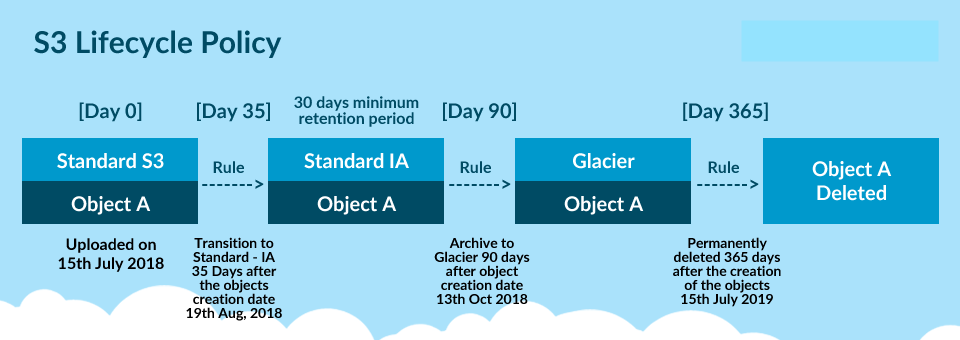 S3 Lifecycle Policy
[Day 0]
[Day 35]
30 days minimum
retention period
[Day 90]
[Day 365]
Standard S3
Object A
Rule
Standard IA
Object A
Rule
Glacier
Object A
Rule
Object A
Deleted
Uploaded on
15th July 2018
Transition to
Standard - IA
35 Days after
the objects
creation date
19th Aug, 2018
Archive to
Glacier 90 days
after object
creation date
13th Oct 2018
Permanently
deleted 365 days
after the creation
of the objects
15th July 2019